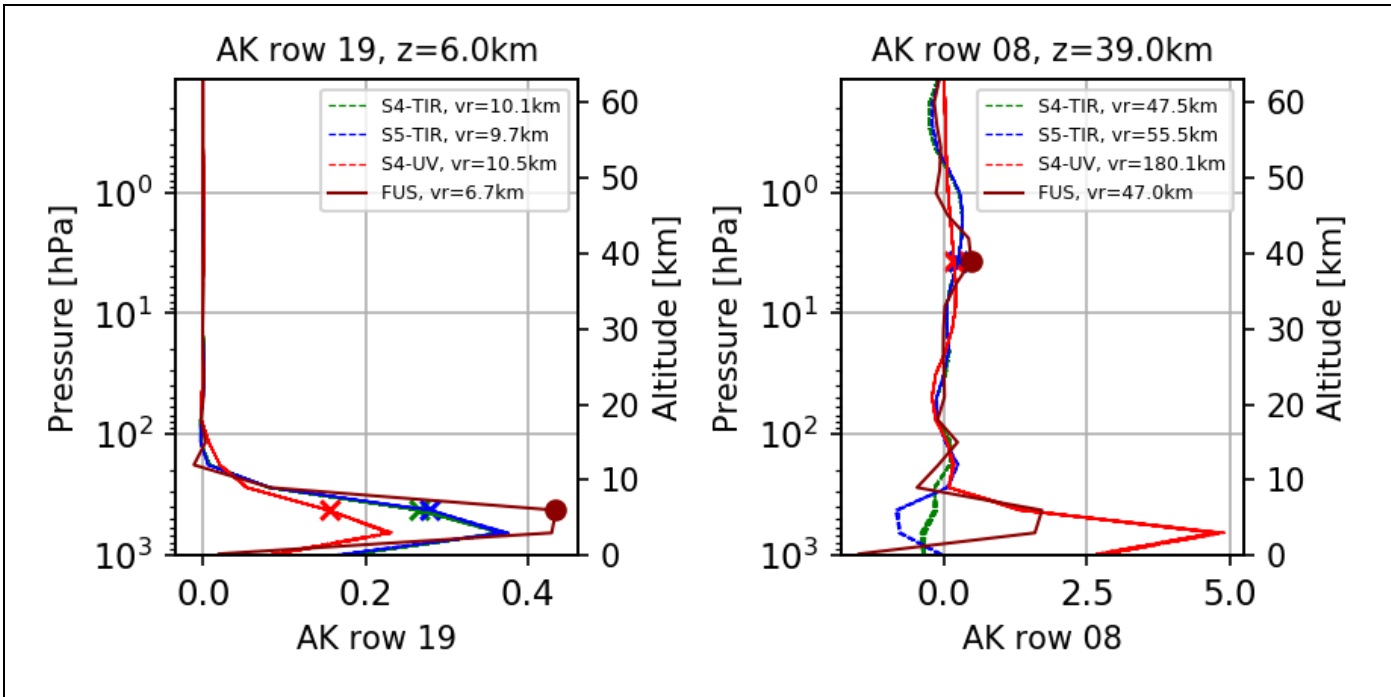 AK row 19, z=6.0km
S4-TIR, vr=10.1km
S5-TIR, vr=9.7km
S4-UV, vr=10.5km
FUS, vr=6.7km
Pressure [hPa]
10⁰
10¹
10²
10³
0.0
0.2
0.4
AK row 19
60
50
40
30
20
10
0
Altitude [km]
AK row 08, z=39.0km
S4-TIR, vr=47.5km
S5-TIR, vr=55.5km
S4-UV, vr=180.1km
FUS, vr=47.0km
Pressure [hPa]
10⁰
10¹
10²
10³
0.0
2.5
5.0
AK row 08
60
50
40
30
20
10
0
Altitude [km]